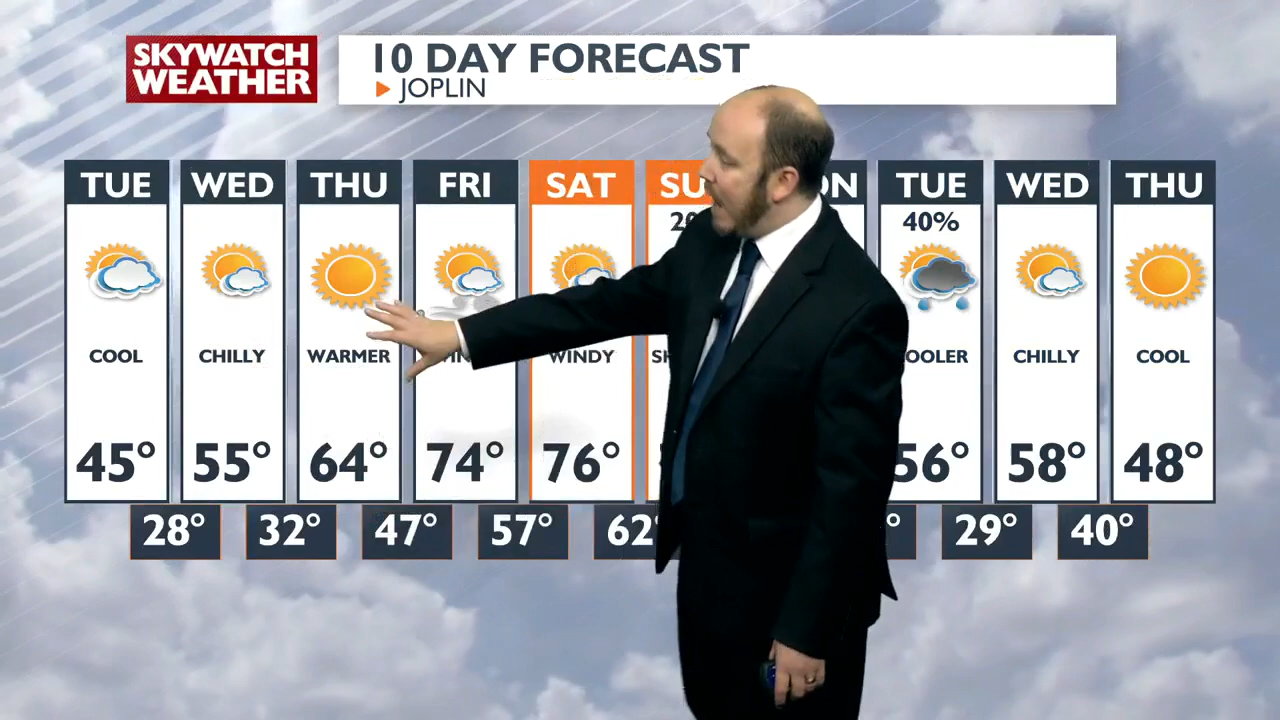 SKYWATCH
WEATHER
10 DAY FORECAST
JOPLIN
TUE WED THU FRI SAT TUE WED THU
40%
COOL CHILLY WARMER WINDY CHILLY COOL
45° 55° 64° 74° 76° 56° 58° 48°
28° 32° 47° 57° 62° 29° 40°